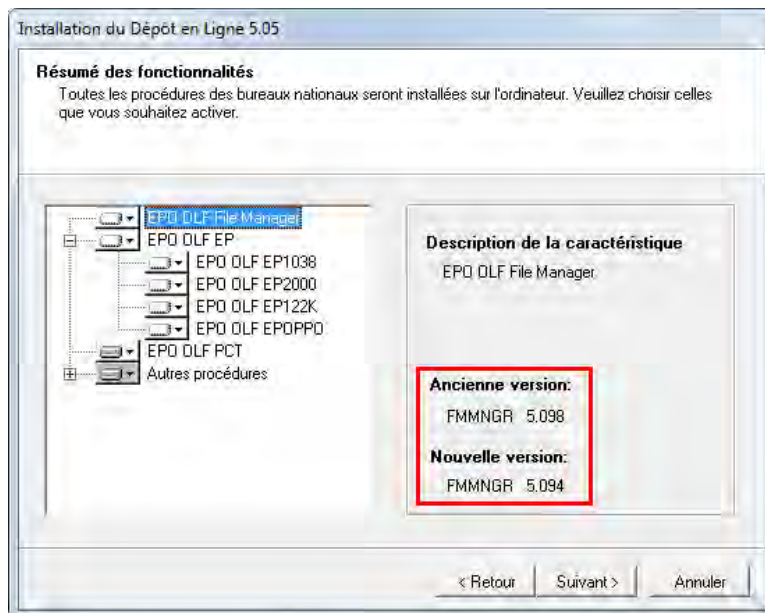 Installation du Dépôt en Ligne 5.05
Résumé des fonctionnalités
Toutes les procédures des bureaux nationaux seront installées sur l'ordinateur. Veuillez choisir celles
que vous souhaitez activer.
EPO OLF File Manager
EPO OLF EP
EPO OLF EP1038
EPO OLF EP2000
EPO OLF EP122K
EPO OLF EPOPPO
EPO OLF PCT
Autres procédures
Description de la caractéristique
EPO OLF File Manager
Ancienne version:
FMMNGR 5.098
Nouvelle version:
FMMNGR 5.094
< Retour
Suivant >
Annuler